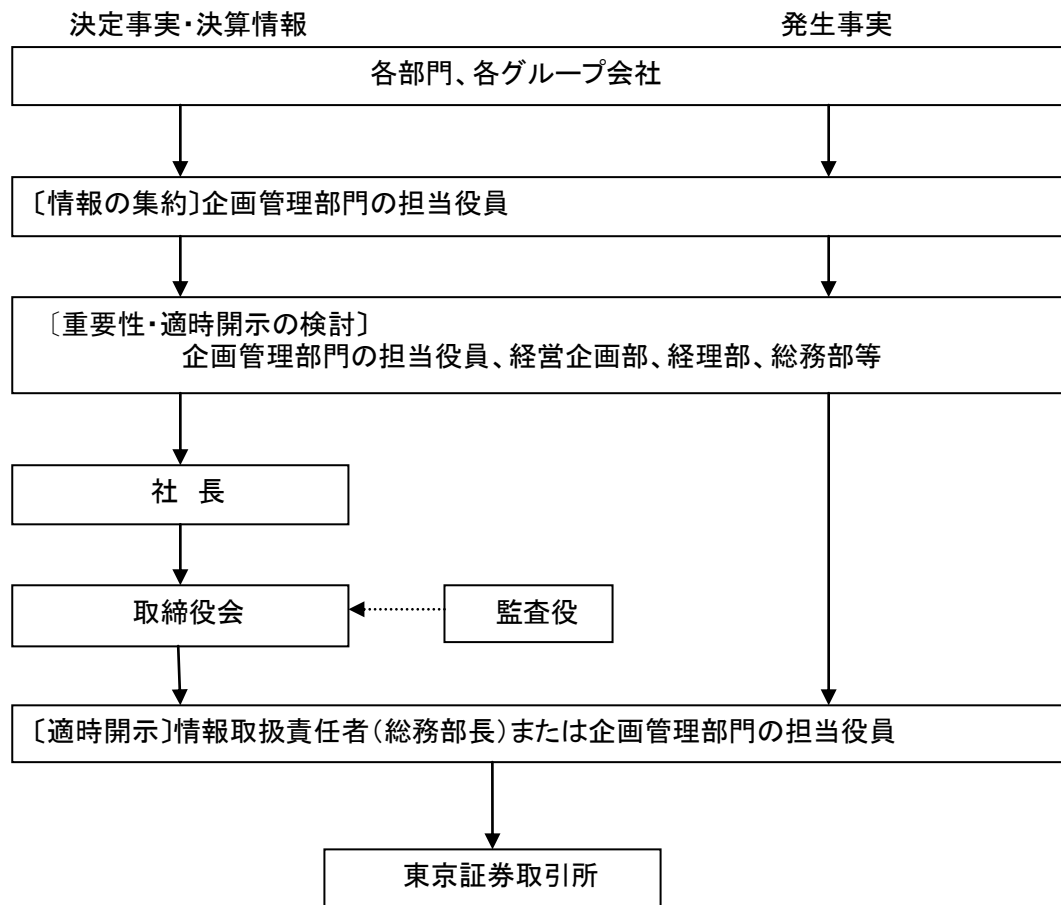 決定事実・決算情報
発生事実
各部門、各グループ会社
〔情報の集約〕企画管理部門の担当役員
〔重要性・適時開示の検討〕
企画管理部門の担当役員、経営企画部、経理部、総務部等
社 長
取締役会
監査役
〔適時開示〕情報取扱責任者(総務部長)または企画管理部門の担当役員
東京証券取引所